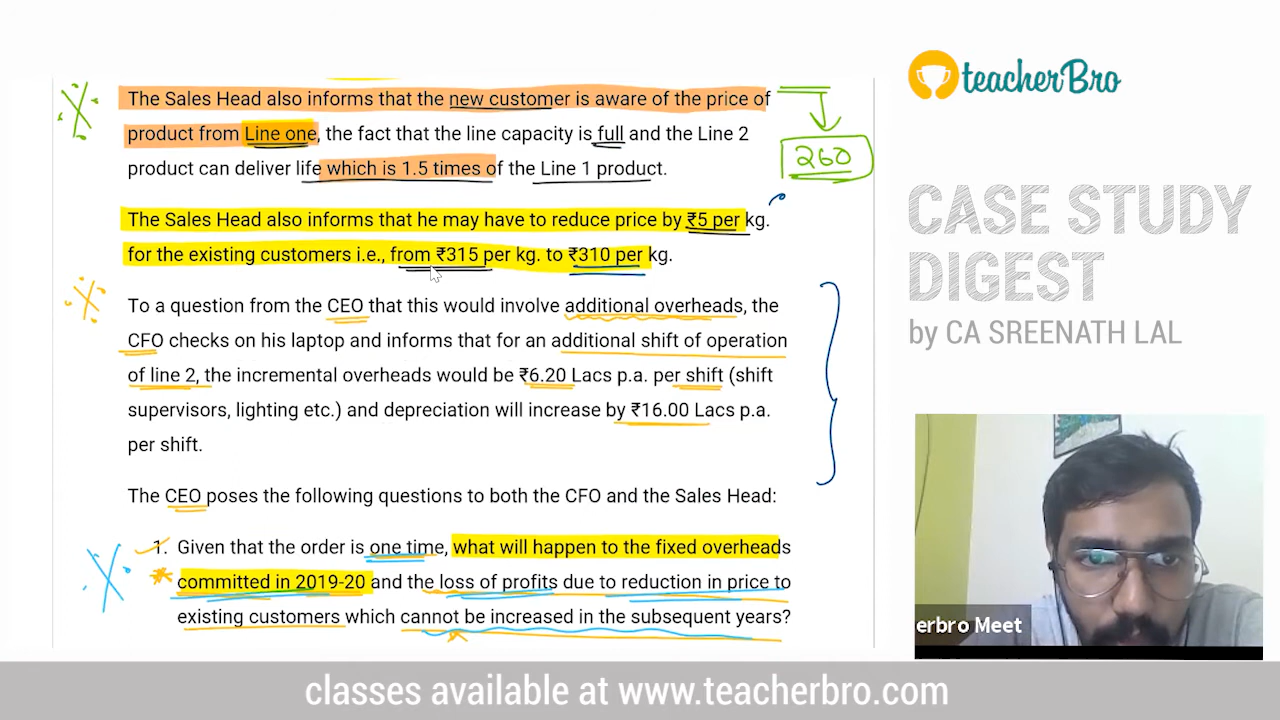 The Sales Head also informs that the new customer is aware of the price of
product from Line one, the fact that the line capacity is full and the Line 2
product can deliver life which is 1.5 times of the Line 1 product.
260
The Sales Head also informs that he may have to reduce price by ₹5 per kg.
for the existing customers i.e., from ₹315 per kg. to ₹310 per kg.
To a question from the CEO that this would involve additional overheads, the
CFO checks on his laptop and informs that for an additional shift of operation
of line 2, the incremental overheads would be ₹6.20 Lacs p.a. per shift (shift
supervisors, lighting etc.) and depreciation will increase by ₹16.00 Lacs p.a.
per shift.
The CEO poses the following questions to both the CFO and the Sales Head:
1. Given that the order is one time, what will happen to the fixed overheads
committed in 2019-20 and the loss of profits due to reduction in price to
existing customers which cannot be increased in the subsequent years?
teacherBro
CASE STUDY
DIGEST
by CA SREENATH LAL
erbro Meet
classes available at www.teacherbro.com